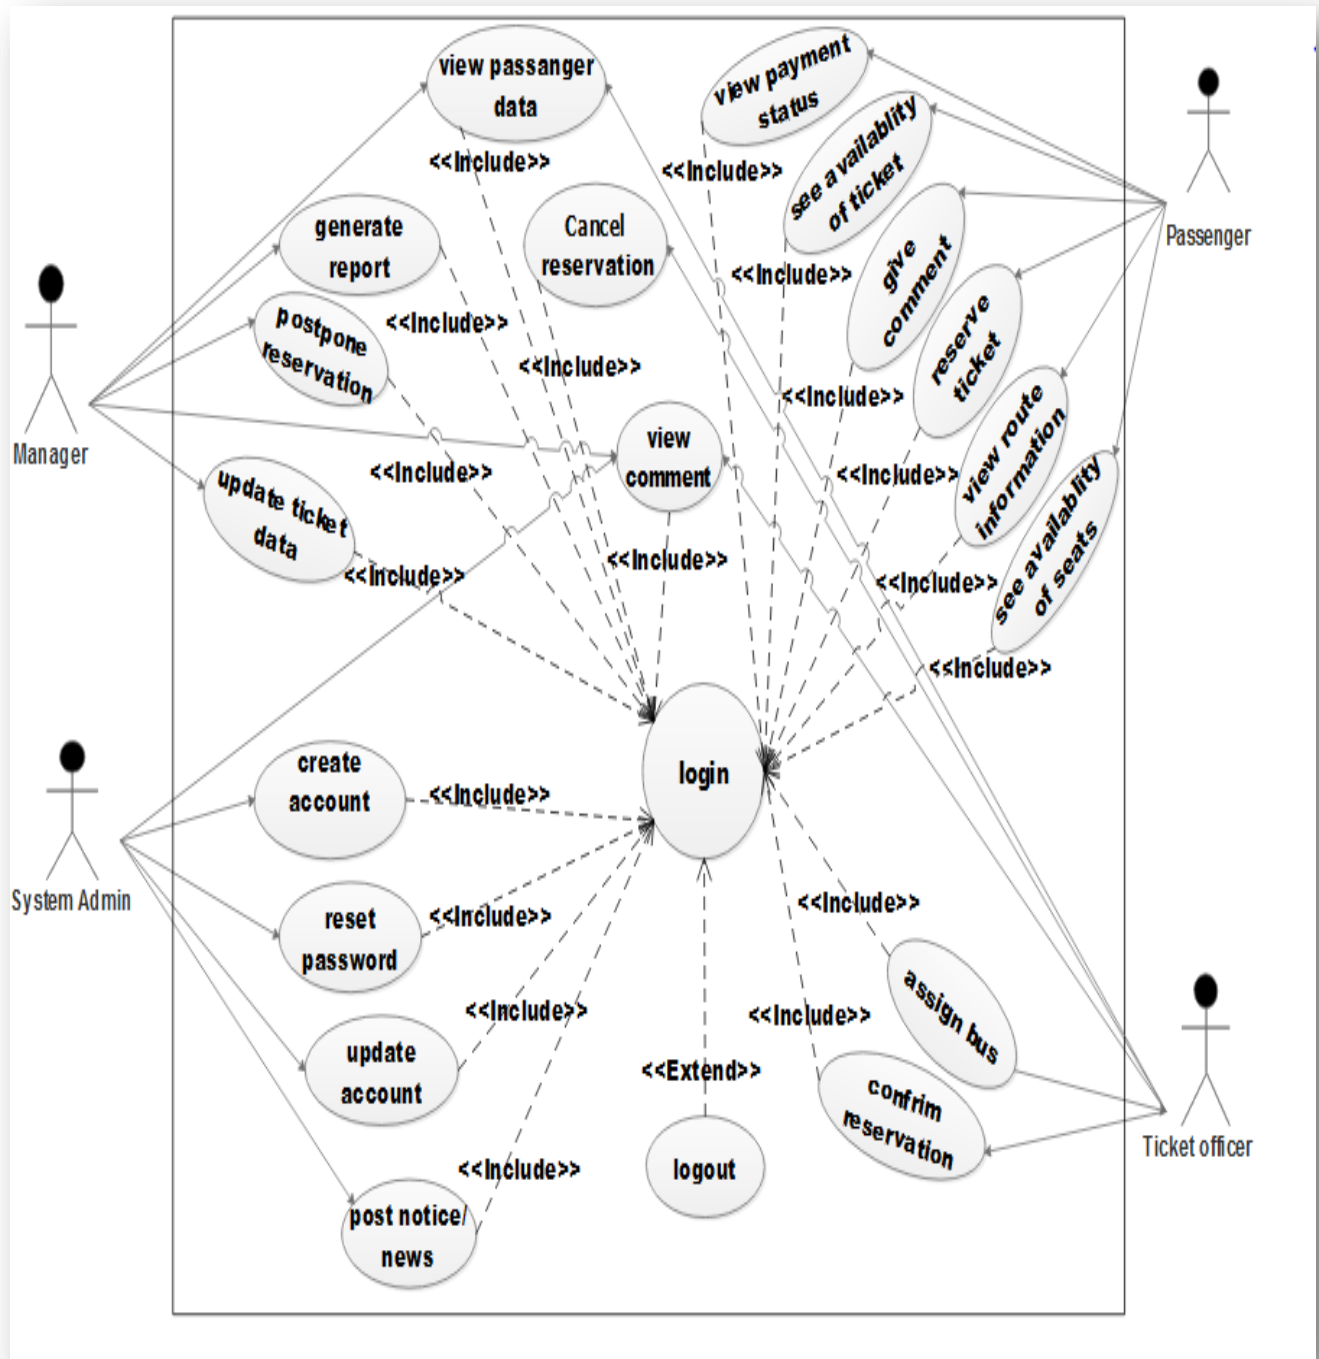 view passanger
data
<<Include>>
view payment
status
<<Include>>
see availablity
of ticket
<<Include>>
Passenger
generate
report
<<Include>>
Cancel
reservation
<<Include>>
give
comment
<<Include>>
postpone
reservation
<<Include>>
reserve
ticket
<<Include>>
Manager
view
comment
<<Include>>
view route
information
<<Include>>
update ticket
data
<<Include>>
see availablity
of seats
<<Include>>
login
create
account
<<Include>>
System Admin
reset
password
<<Include>>
<<Include>>
assign bus
update
account
<<Include>>
<<Include>>
confrim
reservation
<<Extend>>
logout
Ticket officer
<<Include>>
post notice/
news